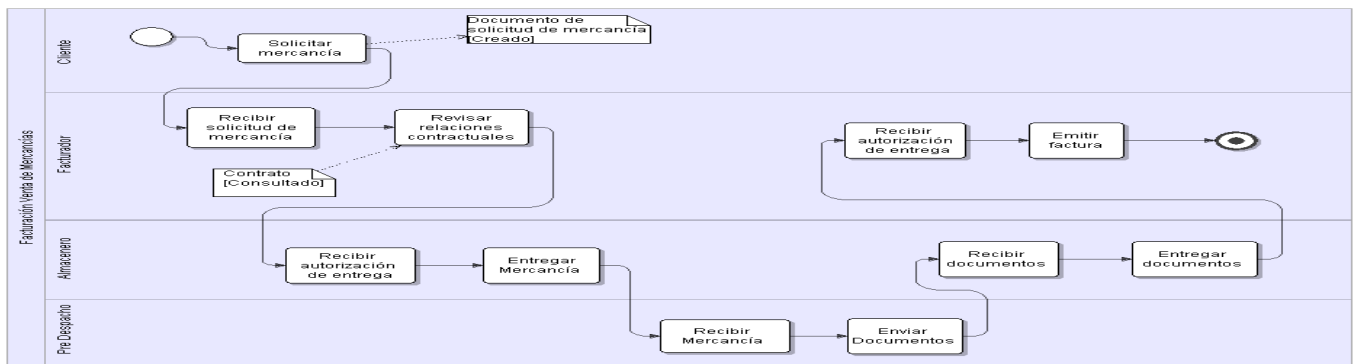 Facturación Venta de Mercancías
Cliente
Solicitar
mercancía
Documento de
solicitud de mercancía
[Creado]
Facturador
Recibir
solicitud de
mercancía
Revisar
relaciones
contractuales
Contrato
[Consultado]
Recibir
autorización
de entrega
Emitir
factura
Almacenero
Recibir
autorización
de entrega
Entregar
Mercancía
Recibir
documentos
Entregar
documentos
Pre Despacho
Recibir
Mercancía
Enviar
Documentos